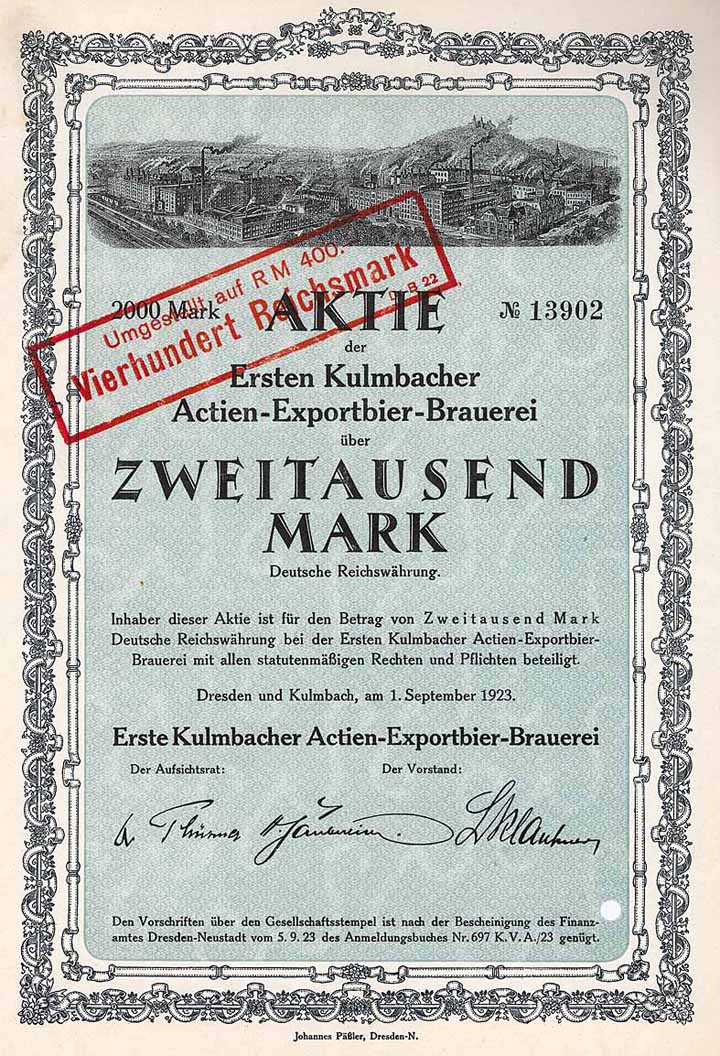 Umgestellt auf RM 400.
Vierhundert Reichsmark
2000 Mark AKTIE № 13902
der
Ersten Kulmbacher
Actien-Exportbier-Brauerei
über
ZWEITAUSEND
MARK
Deutsche Reichswährung.
Inhaber dieser Aktie ist für den Betrag von Zweitausend Mark
Deutsche Reichswährung bei der Ersten Kulmbacher Actien-Exportbier-
Brauerei mit allen statutenmäßigen Rechten und Pflichten beteiligt.
Dresden und Kulmbach, am 1. September 1923.
Erste Kulmbacher Actien-Exportbier-Brauerei
Der Aufsichtsrat: Der Vorstand:
Den Vorschriften über den Gesellschaftsstempel ist nach der Bescheinigung des Finanz-
amtes Dresden-Neustadt vom 5. 9. 23 des Anmeldungsbuches Nr. 697 K. V. A./23 genügt.
Johannes Päßler, Dresden-N.